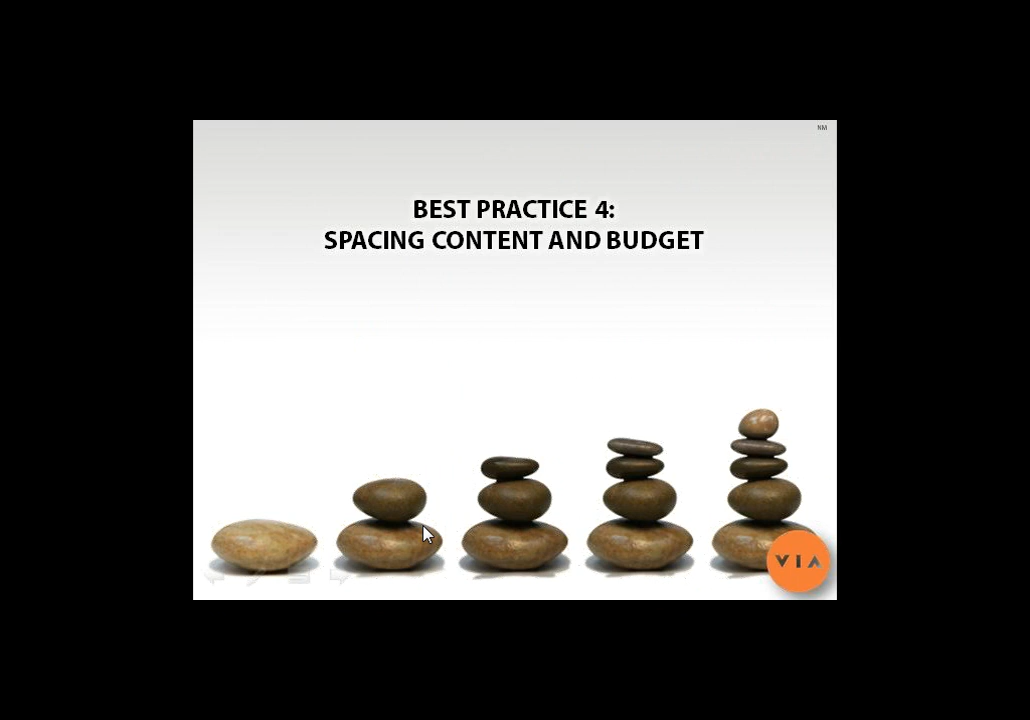 NM
BEST PRACTICE 4:
SPACING CONTENT AND BUDGET
VIA